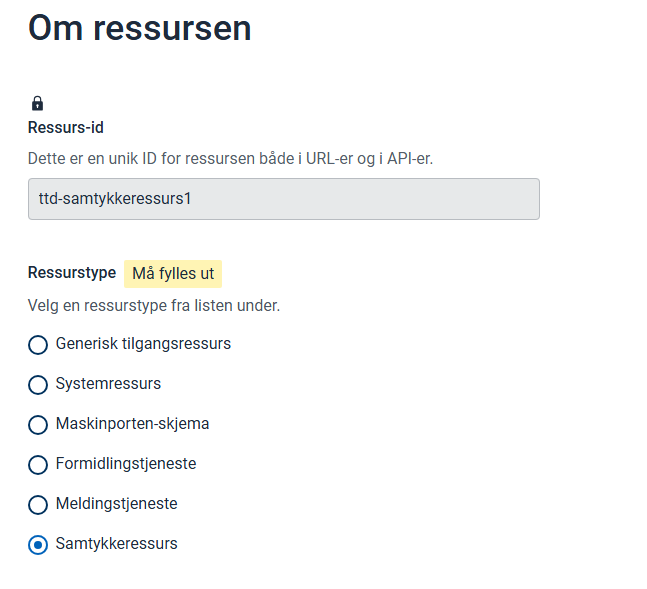 Om ressursen
Ressurs-id
Dette er en unik ID for ressursen både i URL-er og i API-er.
ttd-samtykkeressurs1
Ressurstype Må fylles ut
Velg en ressurstype fra listen under.
Generisk tilgangsressurs
Systemressurs
Maskinporten-skjema
Formidlingstjeneste
Meldingstjeneste
Samtykkeressurs